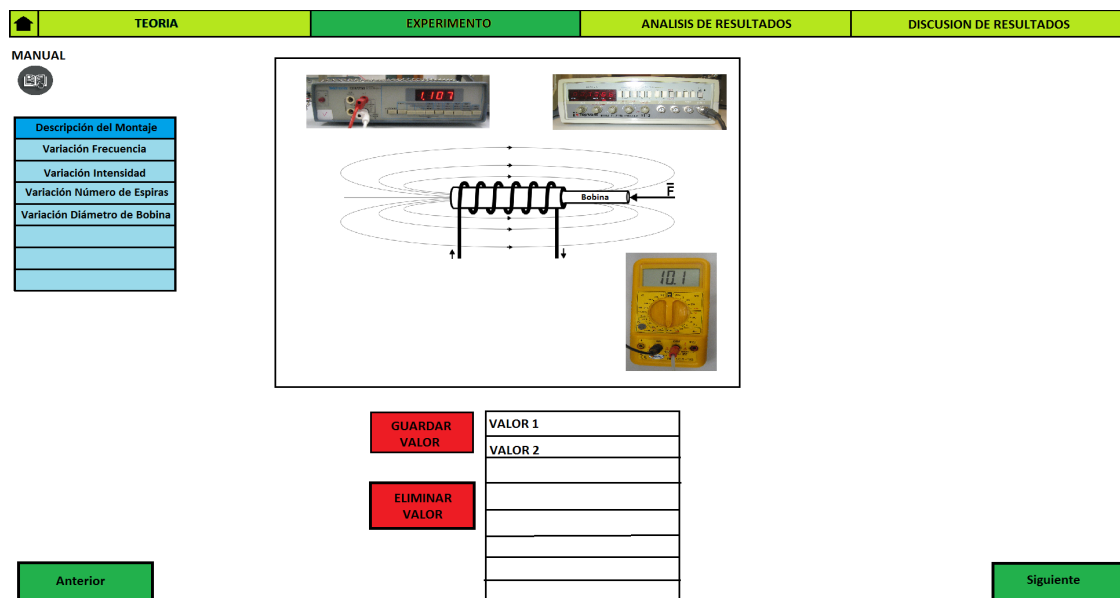 TEORIA
EXPERIMENTO
ANALISIS DE RESULTADOS
DISCUSION DE RESULTADOS
MANUAL
Descripción del Montaje
Variación Frecuencia
Variación Intensidad
Variación Número de Espiras
Variación Diámetro de Bobina
1,107
Bobina
F
10.1
GUARDAR
VALOR
VALOR 1
VALOR 2
ELIMINAR
VALOR
Anterior
Siguiente